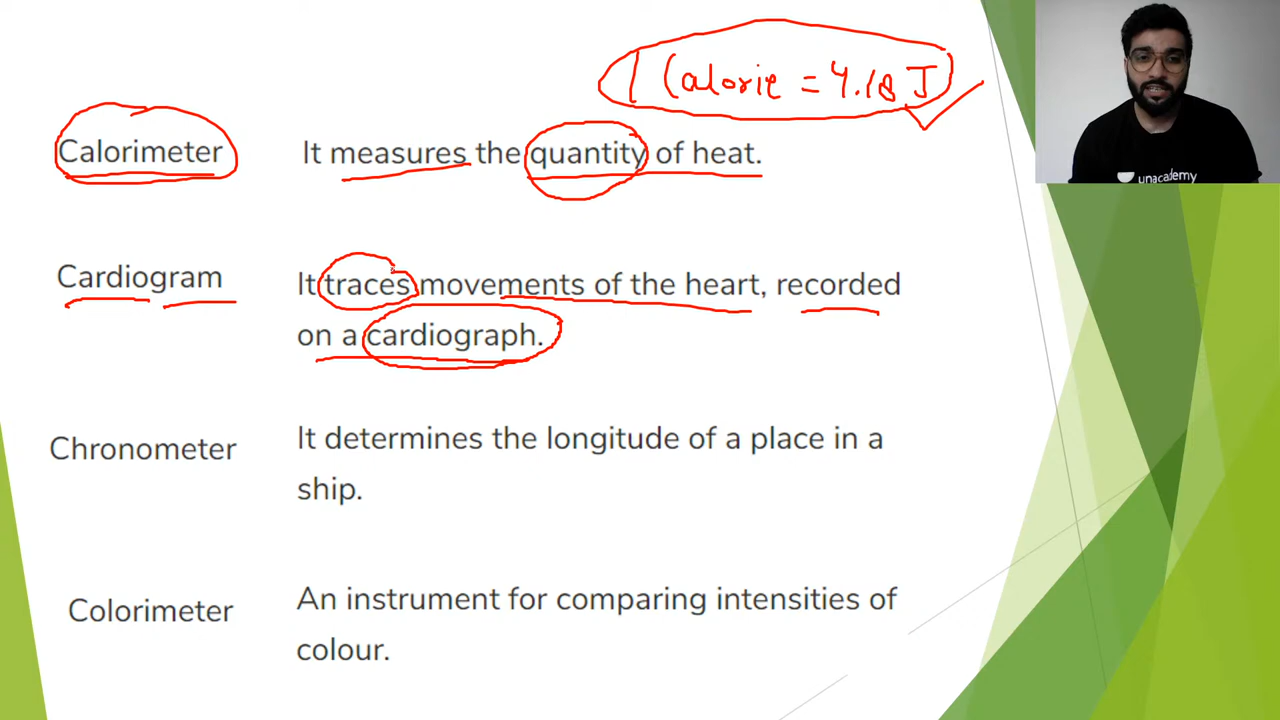 1 Calorie = 4.18 J
Calorimeter It measures the quantity of heat.
Cardiogram It traces movements of the heart, recorded
on a cardiograph.
Chronometer It determines the longitude of a place in a
ship.
Colorimeter An instrument for comparing intensities of
colour.
unacademy